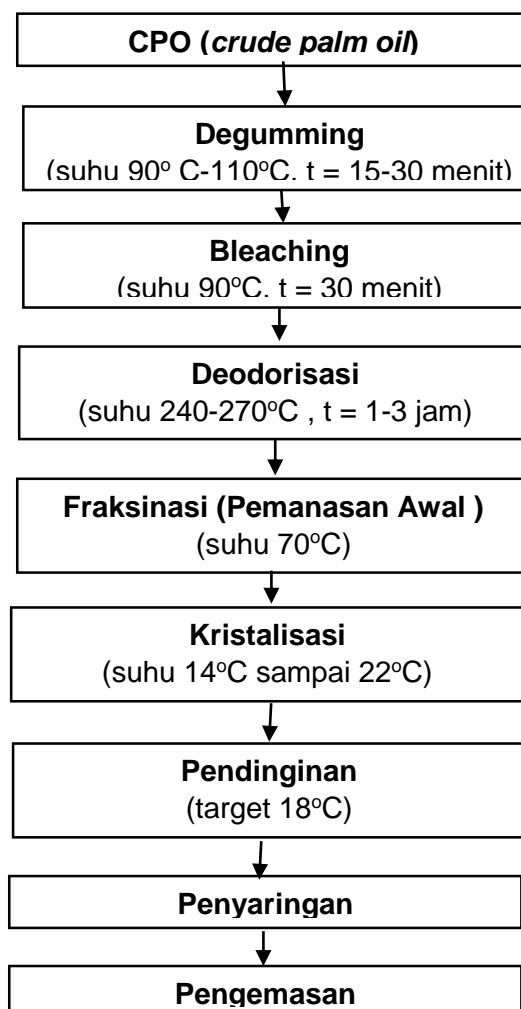 CPO (crude palm oil)
Degumming
(suhu 90º C-110ºC. t = 15-30 menit)
Bleaching
(suhu 90ºC. t = 30 menit)
Deodorisasi
(suhu 240-270ºC , t = 1-3 jam)
Fraksinasi (Pemanasan Awal )
(suhu 70ºC)
Kristalisasi
(suhu 14ºC sampai 22ºC)
Pendinginan
(target 18ºC)
Penyaringan
Pengemasan